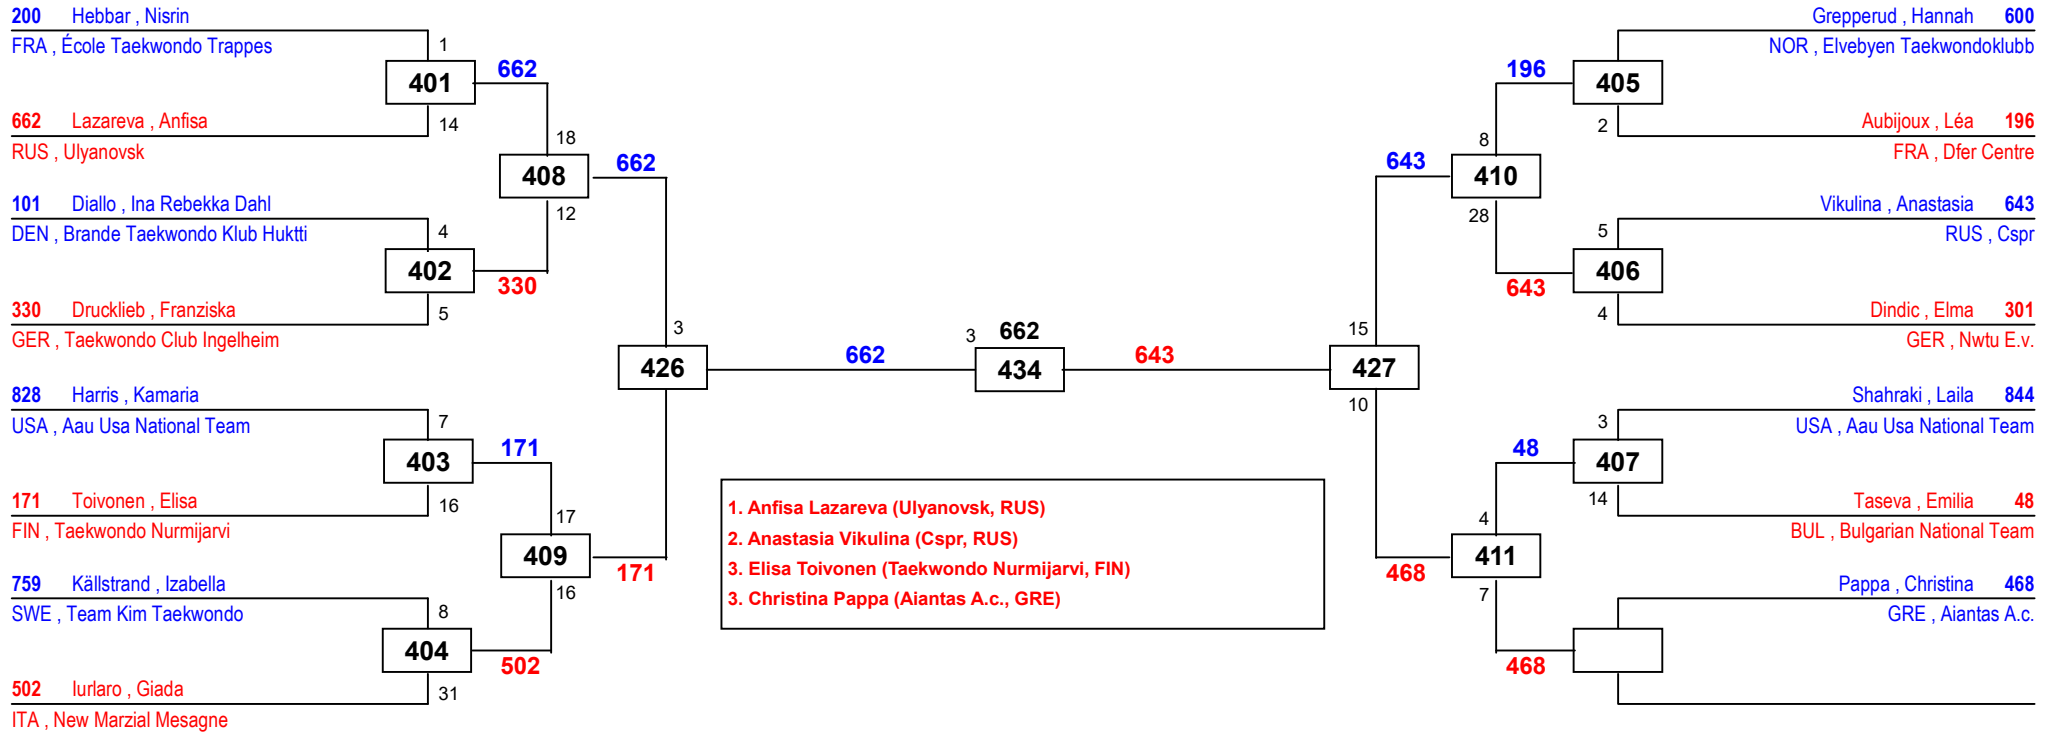 200 Hebbar , Nisrin
FRA , École Taekwondo Trappes
1
401
662
14
662 Lazareva , Anfisa
RUS , Ulyanovsk
18
408
662
12
101 Diallo , Ina Rebekka Dahl
DEN , Brande Taekwondo Klub Huktti
4
402
330
5
330 Drucklieb , Franziska
GER , Taekwondo Club Ingelheim
3
426
662
828 Harris , Kamaria
USA , Aau Usa National Team
7
403
171
16
171 Toivonen , Elisa
FIN , Taekwondo Nurmijarvi
17
409
171
16
759 Källstrand , Izabella
SWE , Team Kim Taekwondo
8
404
502
31
502 Iurlaro , Giada
ITA , New Marzial Mesagne
3 662
434
643
1. Anfisa Lazareva (Ulyanovsk, RUS)
2. Anastasia Vikulina (Cspr, RUS)
3. Elisa Toivonen (Taekwondo Nurmijarvi, FIN)
3. Christina Pappa (Aiantas A.c., GRE)
Grepperud , Hannah 600
NOR , Elvebyen Taekwondoklubb
196
405
2
Aubijoux , Léa 196
FRA , Dfer Centre
8
643
410
28
Vikulina , Anastasia 643
RUS , Cspr
5
406
643
4
Dindic , Elma 301
GER , Nwtu E.v.
15
427
10
Shahraki , Laila 844
USA , Aau Usa National Team
3
48
407
14
Taseva , Emilia 48
BUL , Bulgarian National Team
4
411
468
7
Pappa , Christina 468
GRE , Aiantas A.c.
468